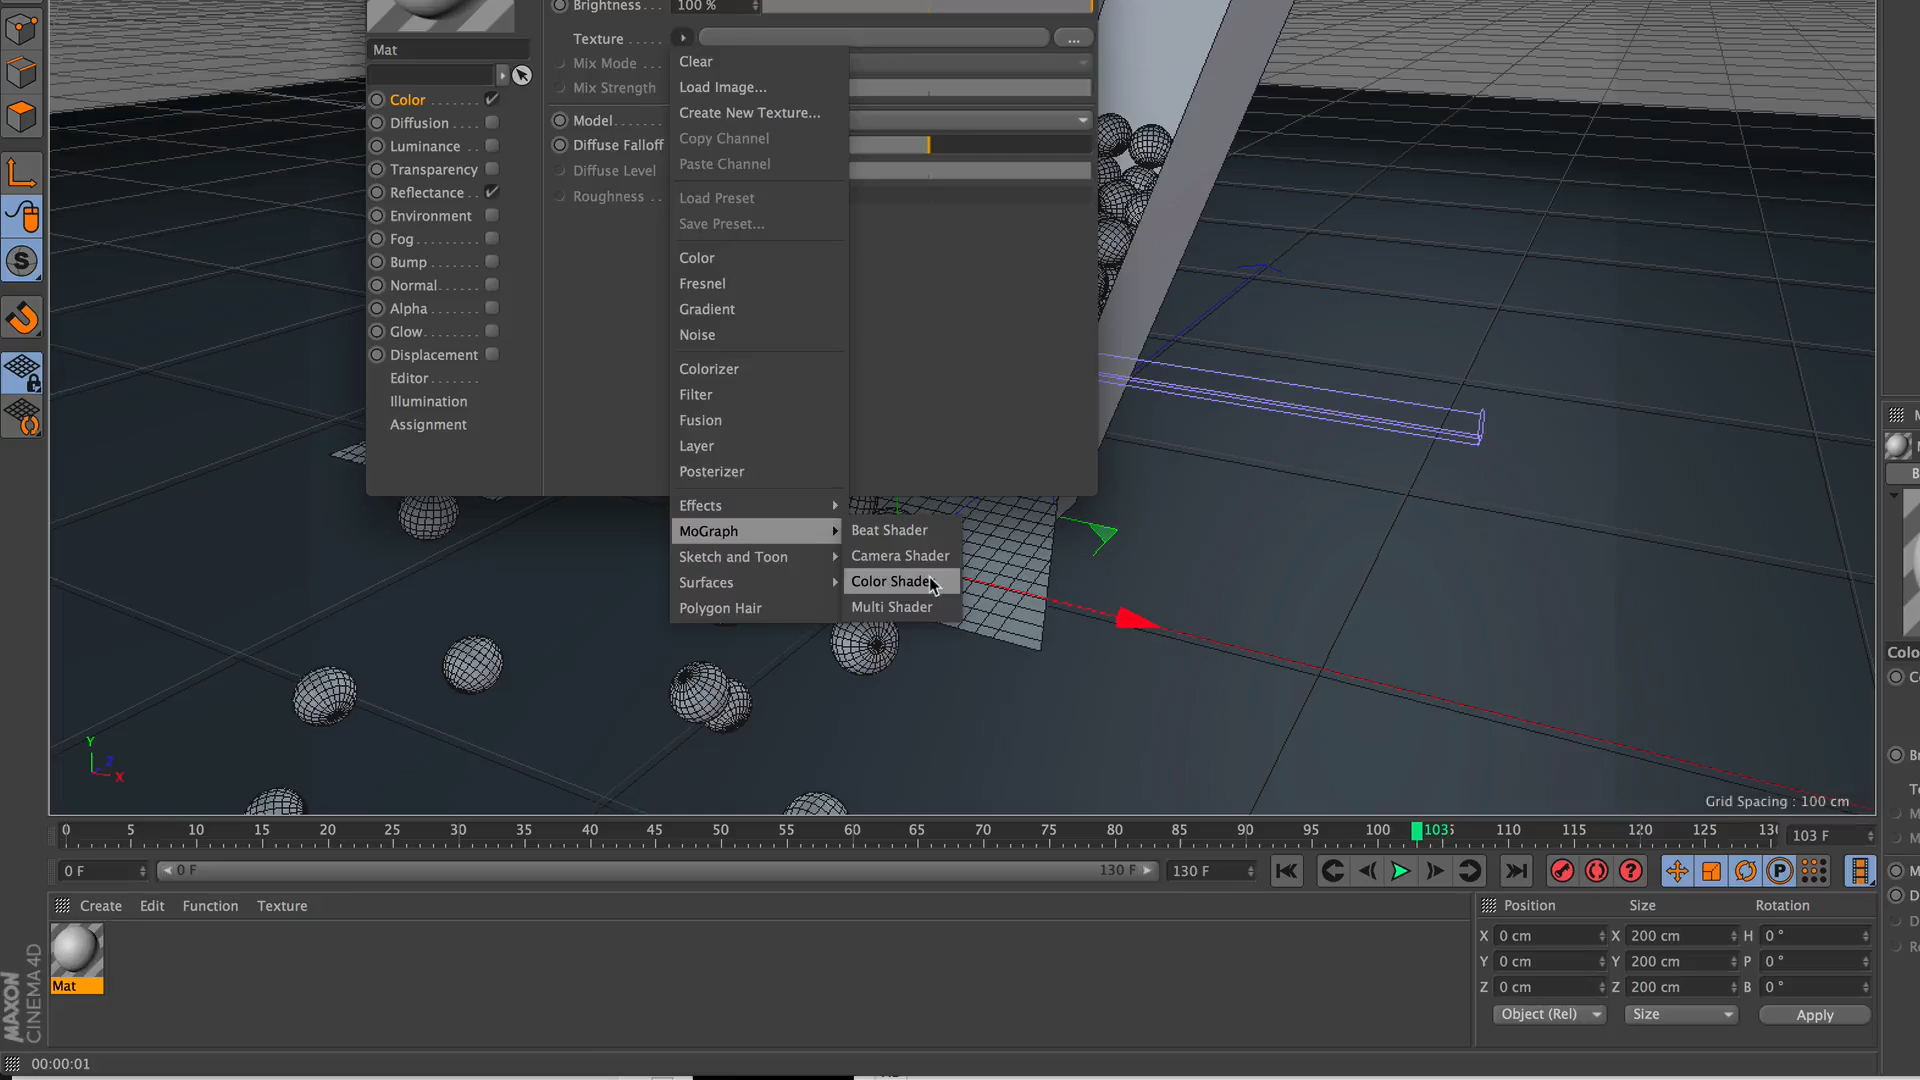 Brightness . . . 100 %
Texture . . . . . ...
Mat
Mix Mode . . .
Mix Strength
Color . . . . . . .
Diffusion . . . .
Luminance . .
Transparency
Reflectance . .
Environment
Fog . . . . . . . .
Bump . . . . . .
Normal . . . . .
Alpha . . . . . .
Glow . . . . . . .
Displacement
Editor . . . . . .
Illumination
Assignment
Model . . . . . .
Diffuse Falloff
Diffuse Level
Roughness . .
Clear
Load Image...
Create New Texture...
Copy Channel
Paste Channel
Load Preset
Save Preset...
Color
Fresnel
Gradient
Noise
Colorizer
Filter
Fusion
Layer
Posterizer
Effects
MoGraph
Sketch and Toon
Surfaces
Polygon Hair
Beat Shader
Camera Shader
Color Shade
Multi Shader
Colo
Y
Z
X
Grid Spacing : 100 cm
0 5 10 15 20 25 30 35 40 45 50 55 60 65 70 75 80 85 90 95 100 103 110 115 120 125 130 103 F
0 F 0 F 130 F 130 F
Create Edit Function Texture
Position Size Rotation
X 0 cm X 200 cm H 0 °
Y 0 cm Y 200 cm P 0 °
Z 0 cm Z 200 cm B 0 °
Object (Rel) Size Apply
Mat
MAXON
CINEMA 4D
00:00:01